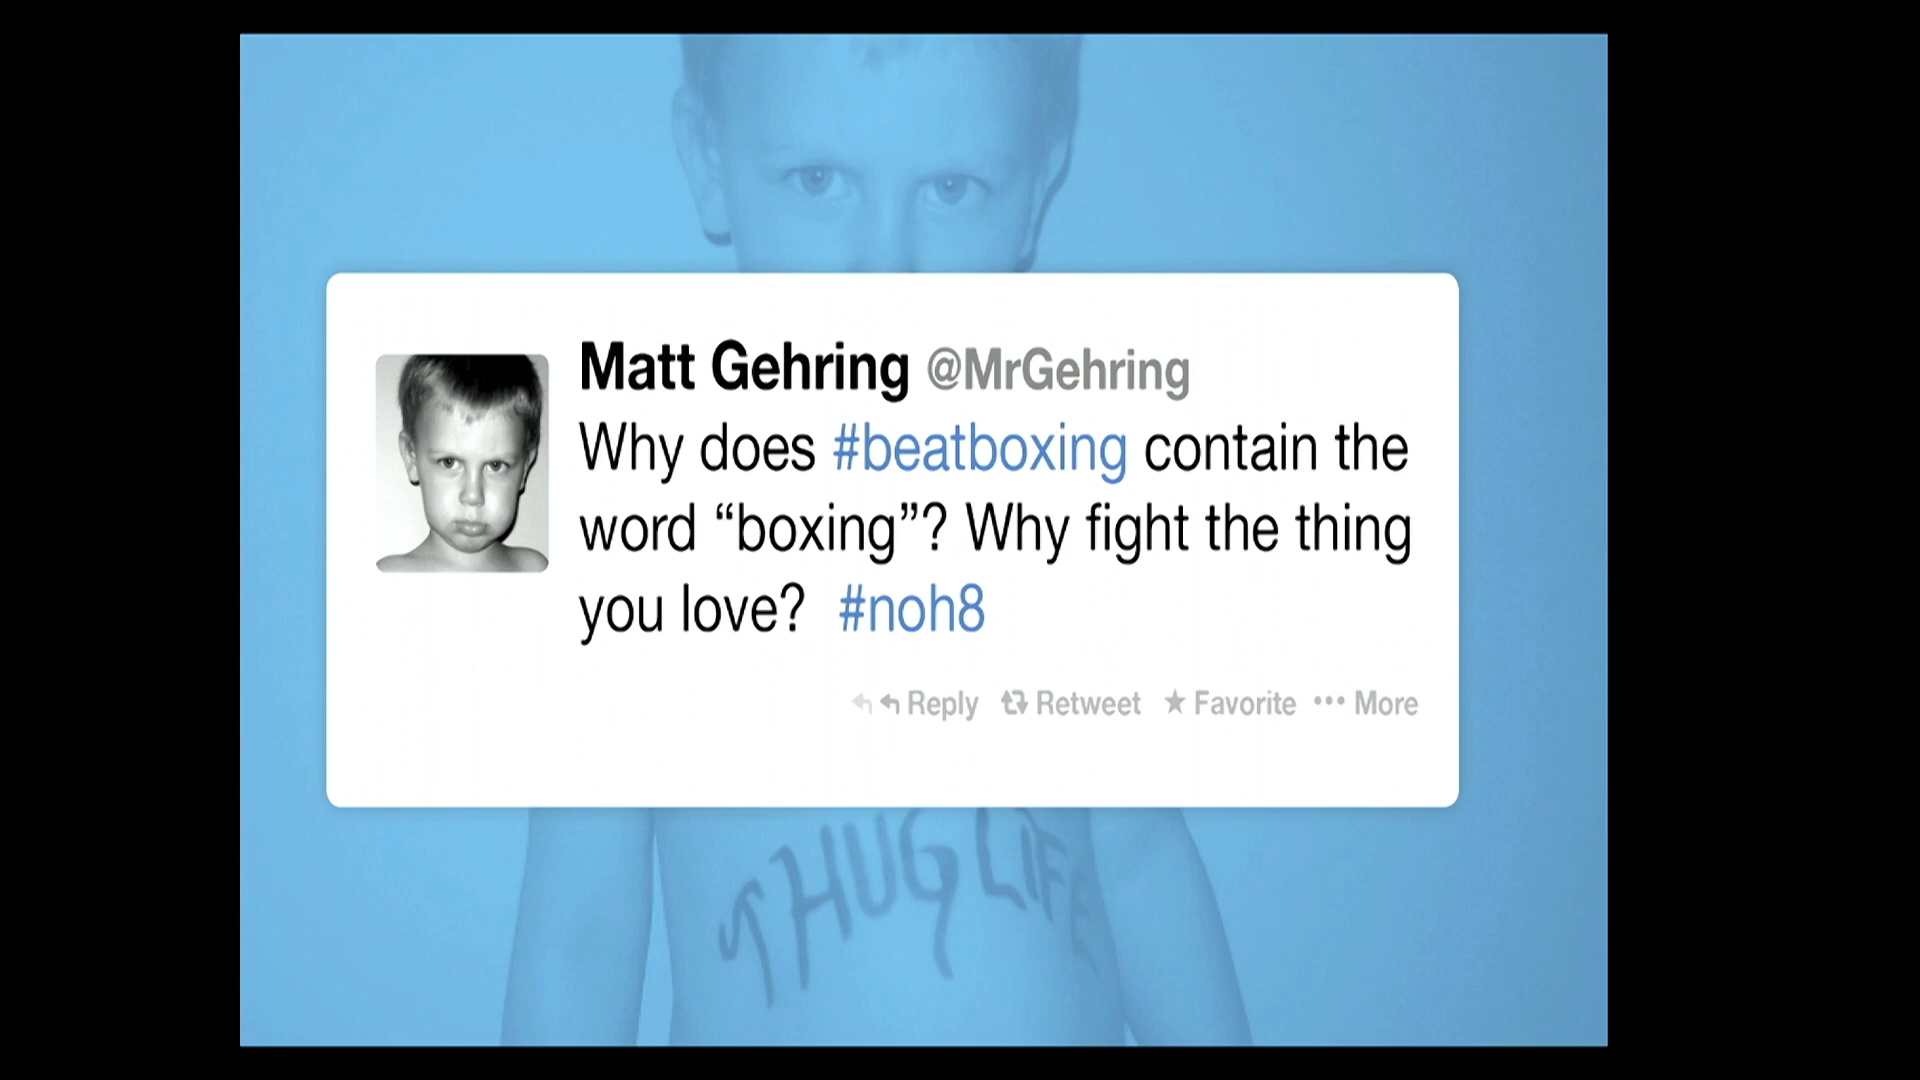 Matt Gehring @MrGehring
Why does #beatboxing contain the
word “boxing”? Why fight the thing
you love? #noh8
Reply Retweet Favorite More
THUG LIFE